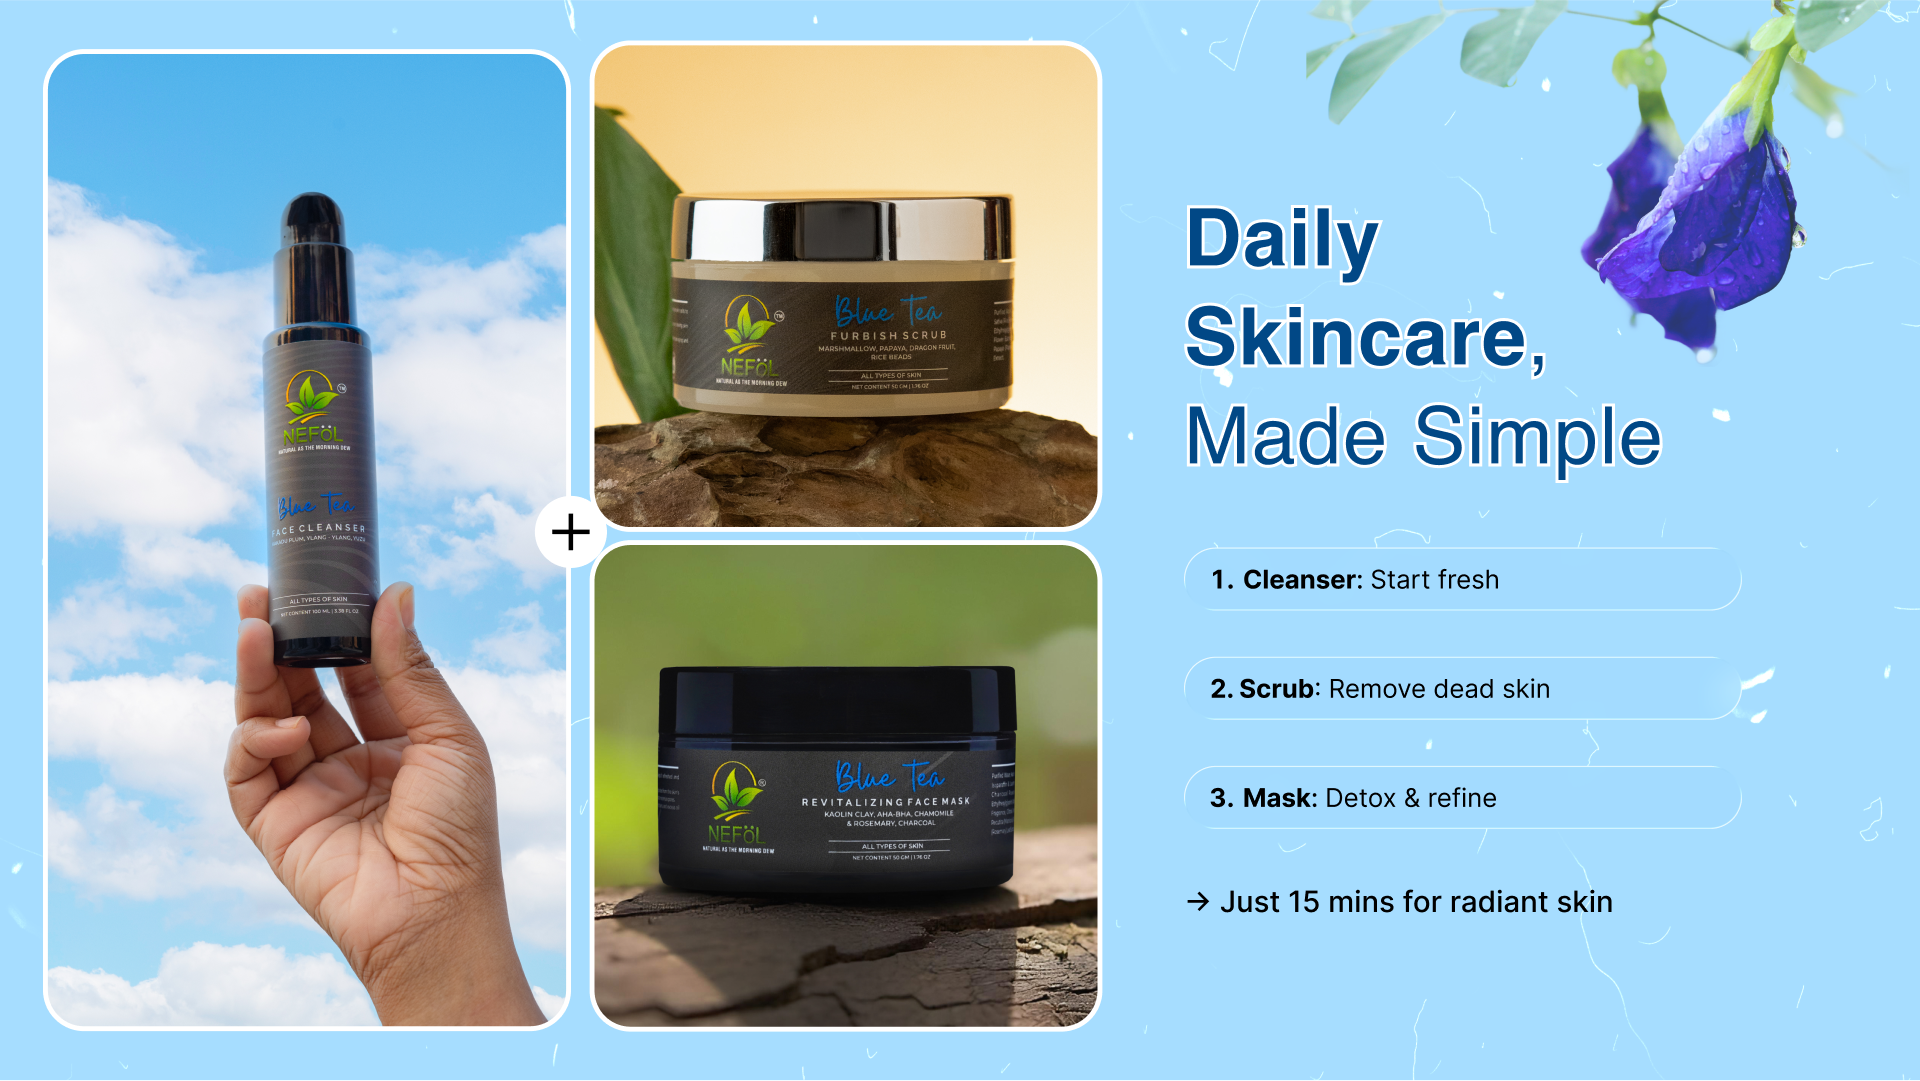 NEFÖL
TM
NATURAL AS THE MORNING DEW
Blue Tea
FACE CLEANSER
PLUM, YLANG - YLANG, YUZU
ALL TYPES OF SKIN
NET CONTENT 100 ML | 3.38 FL OZ
+
NEFÖL
TM
NATURAL AS THE MORNING DEW
Blue Tea
FURBISH SCRUB
MARSHMALLOW, PAPAYA, DRAGON FRUIT,
RICE BEADS
ALL TYPES OF SKIN
NET CONTENT 50 GM | 1.76 OZ
NEFÖL
®
NATURAL AS THE MORNING DEW
Blue Tea
REVITALIZING FACE MASK
KAOLIN CLAY, AHA-BHA, CHAMOMILE
& ROSEMARY, CHARCOAL
ALL TYPES OF SKIN
NET CONTENT 50 GM | 1.76 OZ
Daily
Skincare,
Made Simple
1. Cleanser: Start fresh
2. Scrub: Remove dead skin
3. Mask: Detox & refine
→ Just 15 mins for radiant skin